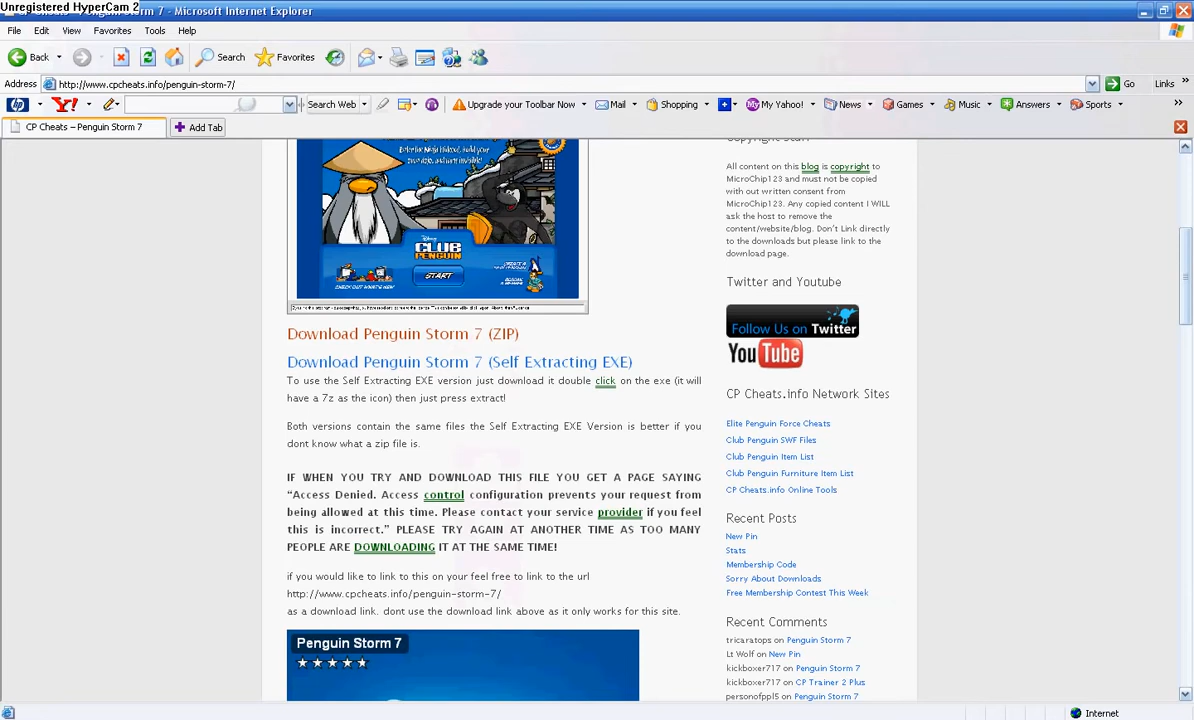 Unregistered HyperCam 2
Penguin Storm 7 - Microsoft Internet Explorer
File Edit View Favorites Tools Help
Back Search Favorites
Address http://www.cpcheats.info/penguin-storm-7/ Go Links
hp Y! Search Web Upgrade your Toolbar Now Mail Shopping My Yahoo! News Games Music Answers Sports
CP Cheats – Penguin Storm 7 Add Tab
CLUB PENGUIN
START
Download Penguin Storm 7 (ZIP)
Download Penguin Storm 7 (Self Extracting EXE)
To use the Self Extracting EXE version just download it double click on the exe (it will
have a 7z as the icon) then just press extract!
Both versions contain the same files the Self Extracting EXE Version is better if you
dont know what a zip file is.
IF WHEN YOU TRY AND DOWNLOAD THIS FILE YOU GET A PAGE SAYING
“Access Denied. Access control configuration prevents your request from
being allowed at this time. Please contact your service provider if you feel
this is incorrect.” PLEASE TRY AGAIN AT ANOTHER TIME AS TOO MANY
PEOPLE ARE DOWNLOADING IT AT THE SAME TIME!
if you would like to link to this on your feel free to link to the url
http://www.cpcheats.info/penguin-storm-7/
as a download link. dont use the download link above as it only works for this site.
Penguin Storm 7
Copyright Stuff
All content on this blog is copyright to
MicroChip123 and must not be copied
with out written consent from
MicroChip123. Any copied content I WILL
ask the host to remove the
content/website/blog. Don't Link directly
to the downloads but please link to the
download page.
Twitter and Youtube
Follow Us on Twitter
YouTube
CP Cheats.info Network Sites
Elite Penguin Force Cheats
Club Penguin SWF Files
Club Penguin Item List
Club Penguin Furniture Item List
CP Cheats.info Online Tools
Recent Posts
New Pin
Stats
Membership Code
Sorry About Downloads
Free Membership Contest This Week
Recent Comments
tricaratops on Penguin Storm 7
Lt Wolf on New Pin
kickboxer717 on Penguin Storm 7
kickboxer717 on CP Trainer 2 Plus
personofppl5 on Penguin Storm 7
Internet